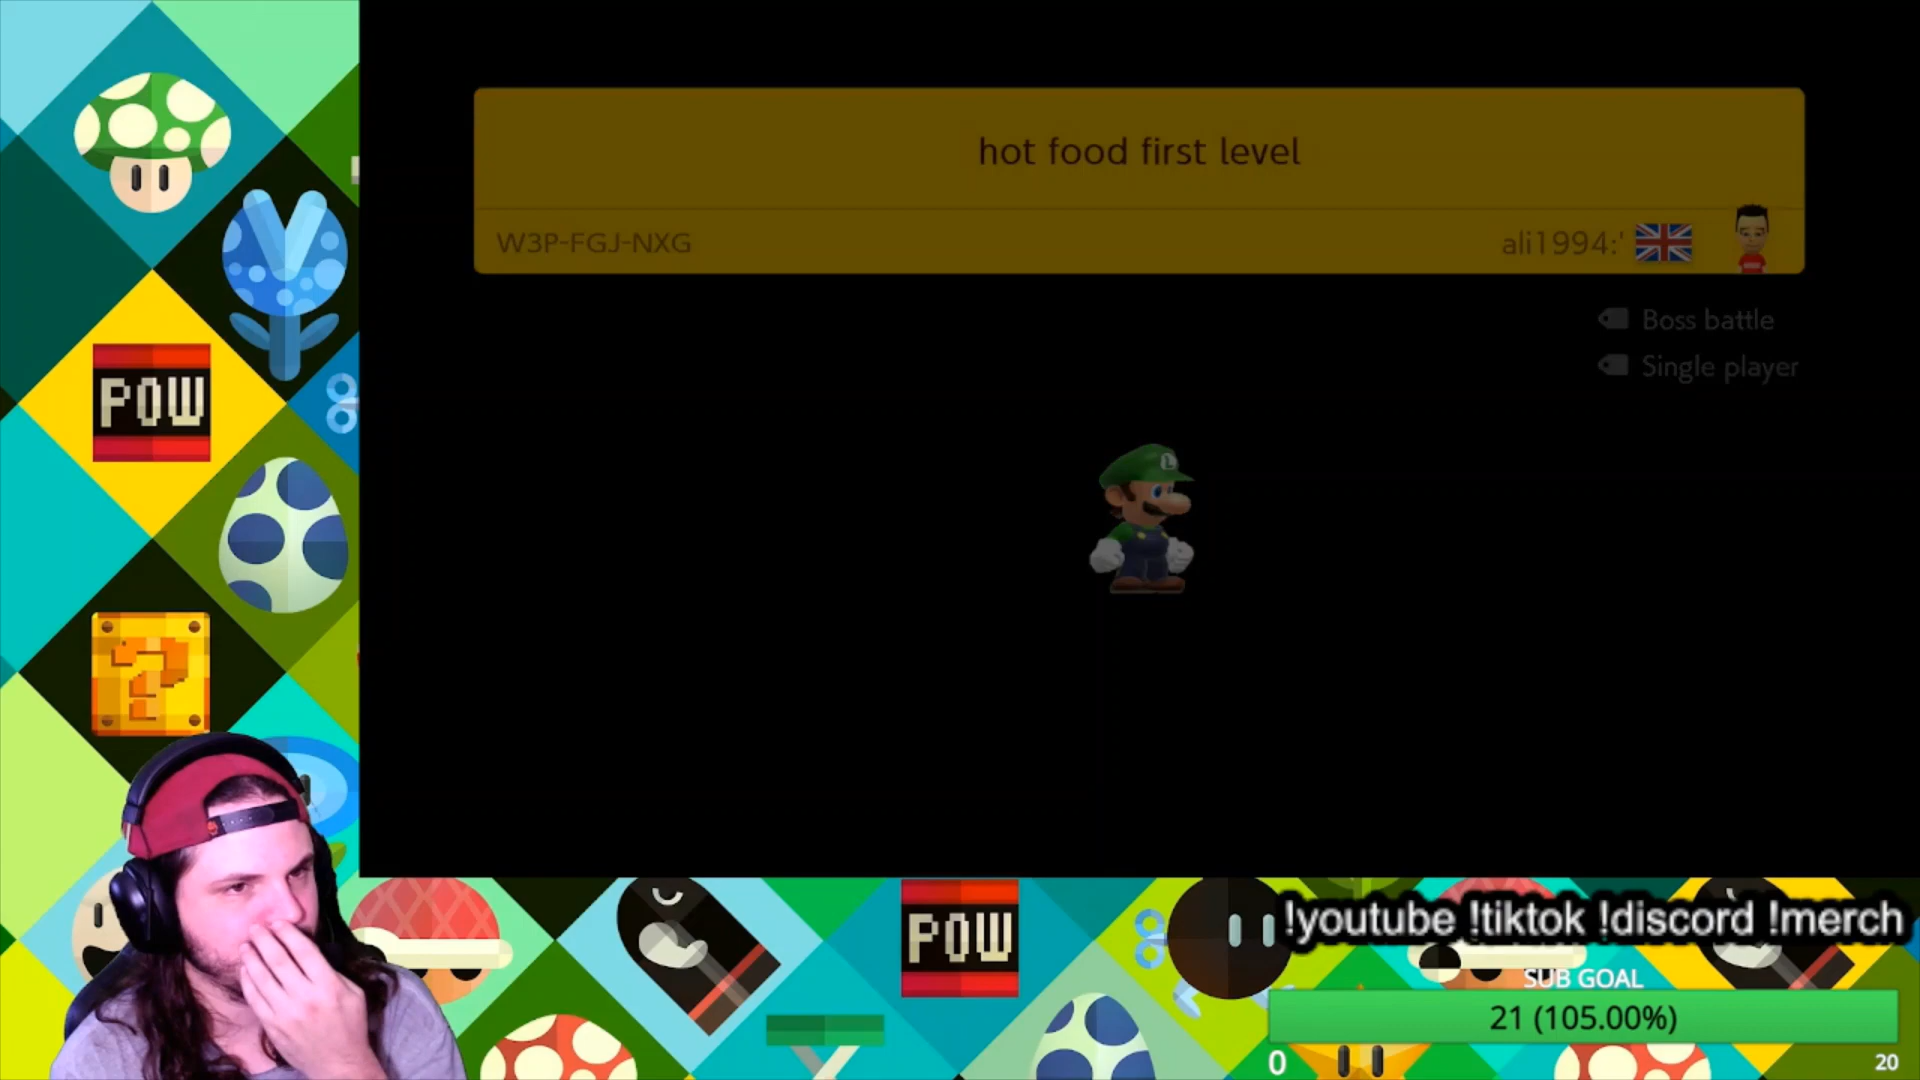 hot food first level
W3P-FGJ-NXG
ali1994:'
Boss battle
Single player
POW
L
POW
!youtube !tiktok !discord !merch
SUB GOAL
21 (105.00%)
0
20